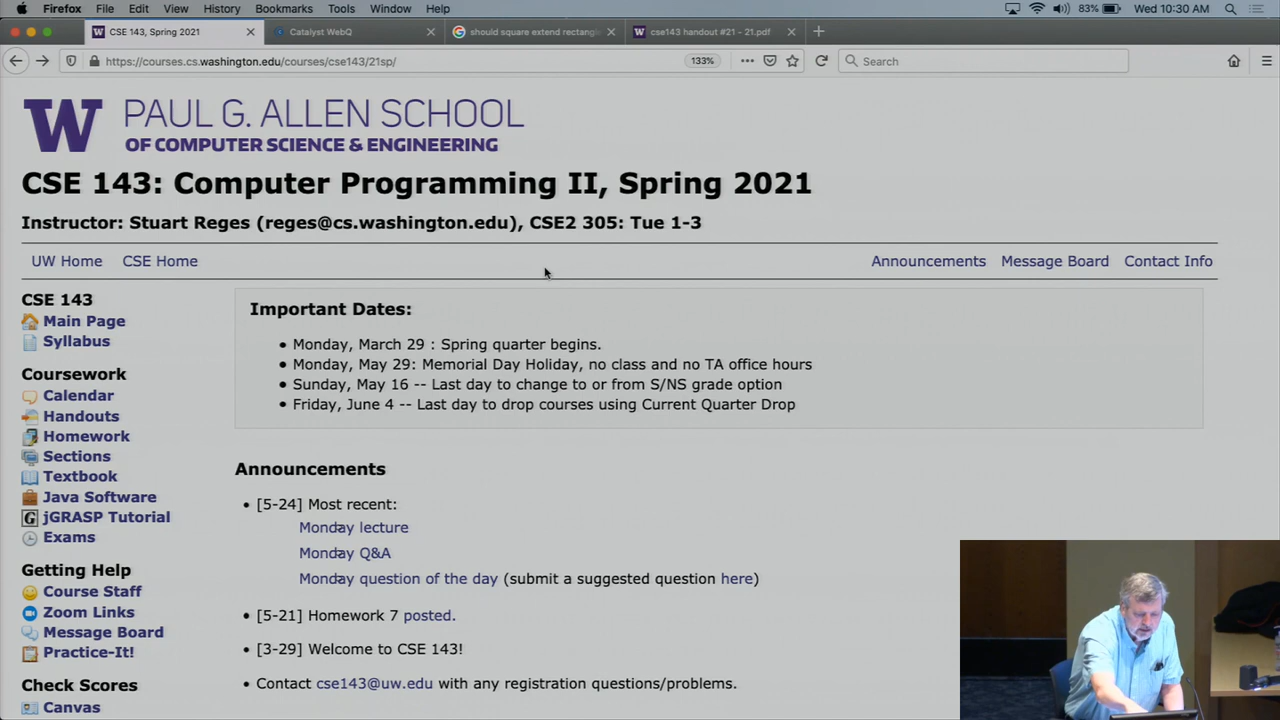 Firefox File Edit View History Bookmarks Tools Window Help 83% Wed 10:30 AM
CSE 143, Spring 2021 Catalyst WebQ should square extend rectangl cse143 handout #21 - 21.pdf
https://courses.cs.washington.edu/courses/cse143/21sp/ 133% Search
W PAUL G. ALLEN SCHOOL
OF COMPUTER SCIENCE & ENGINEERING
CSE 143: Computer Programming II, Spring 2021
Instructor: Stuart Reges (reges@cs.washington.edu), CSE2 305: Tue 1-3
UW Home CSE Home Announcements Message Board Contact Info
CSE 143
Main Page
Syllabus
Coursework
Calendar
Handouts
Homework
Sections
Textbook
Java Software
G jGRASP Tutorial
Exams
Getting Help
Course Staff
Zoom Links
Message Board
Practice-It!
Check Scores
Canvas
Important Dates:
• Monday, March 29 : Spring quarter begins.
• Monday, May 29: Memorial Day Holiday, no class and no TA office hours
• Sunday, May 16 -- Last day to change to or from S/NS grade option
• Friday, June 4 -- Last day to drop courses using Current Quarter Drop
Announcements
• [5-24] Most recent:
Monday lecture
Monday Q&A
Monday question of the day (submit a suggested question here)
• [5-21] Homework 7 posted.
• [3-29] Welcome to CSE 143!
• Contact cse143@uw.edu with any registration questions/problems.